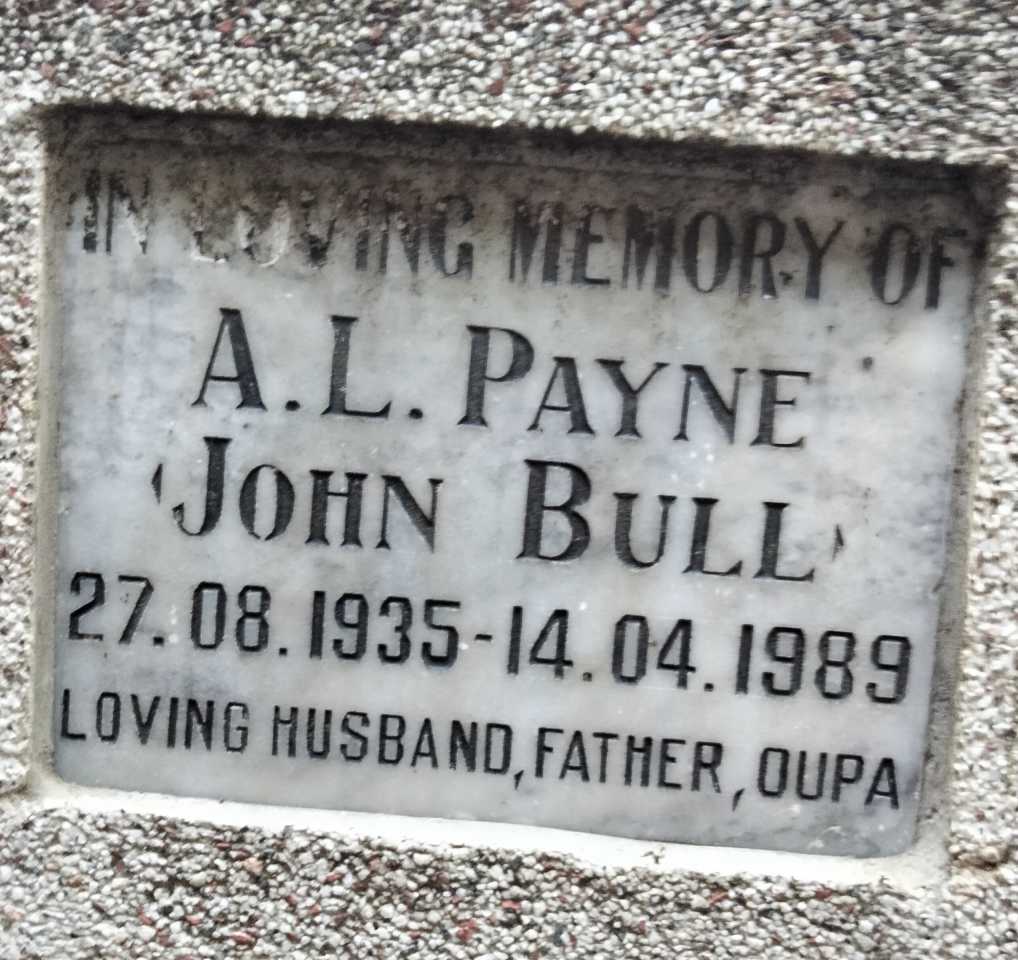 IN LOVING MEMORY OF
A.L. PAYNE
'JOHN BULL'
27.08.1935-14.04.1989
LOVING HUSBAND, FATHER, OUPA